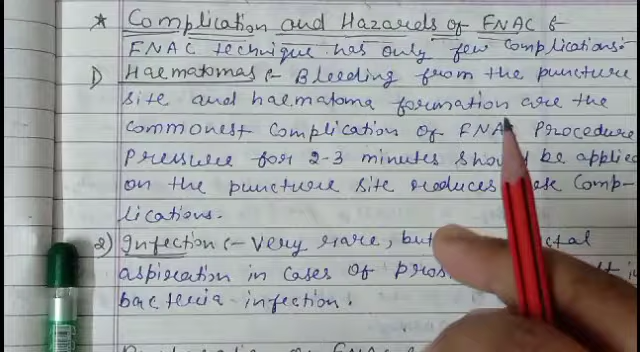 * Complication and Hazards of FNAC :-
FNAC technique has only few complications:
1) Haematomas :- Bleeding from the puncture
site and haematoma formation are the
commonest complication of FNA Procedure
Pressure for 2-3 minutes should be applied
on the puncture site reduces these Comp-
lications.
2) Infection :- Very rare, but
aspiration in cases of
bacteria infection.